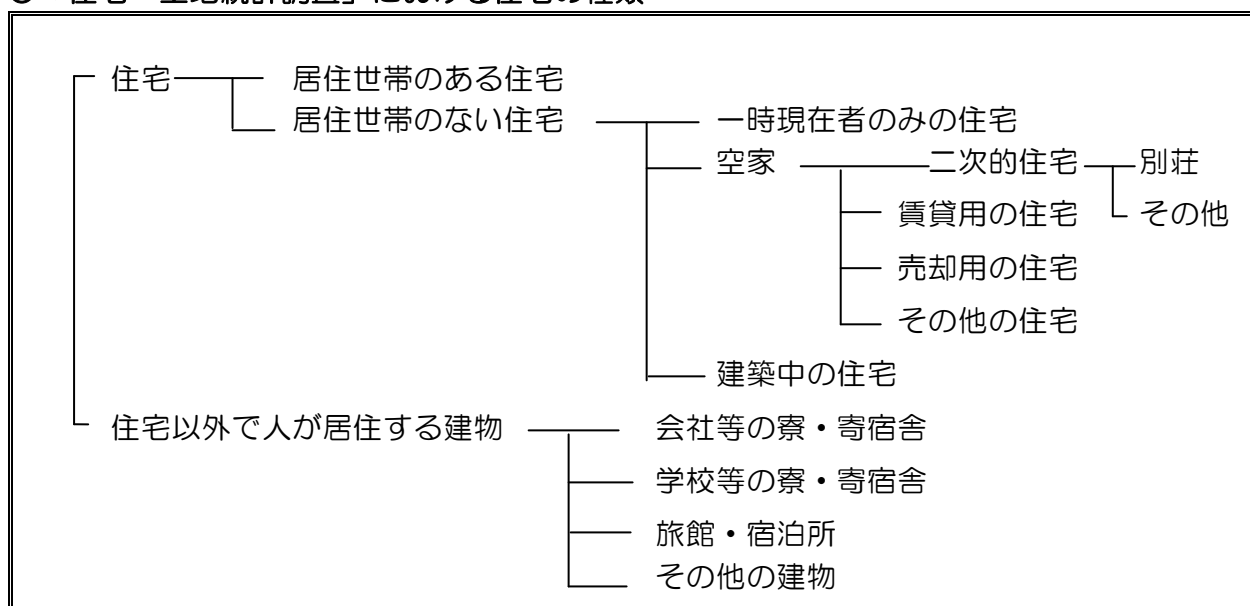 住宅 居住世帯のある住宅
居住世帯のない住宅 一時現在者のみの住宅
空家 二次的住宅 別荘
賃貸用の住宅 その他
売却用の住宅
その他の住宅
建築中の住宅
住宅以外で人が居住する建物 会社等の寮・寄宿舎
学校等の寮・寄宿舎
旅館・宿泊所
その他の建物